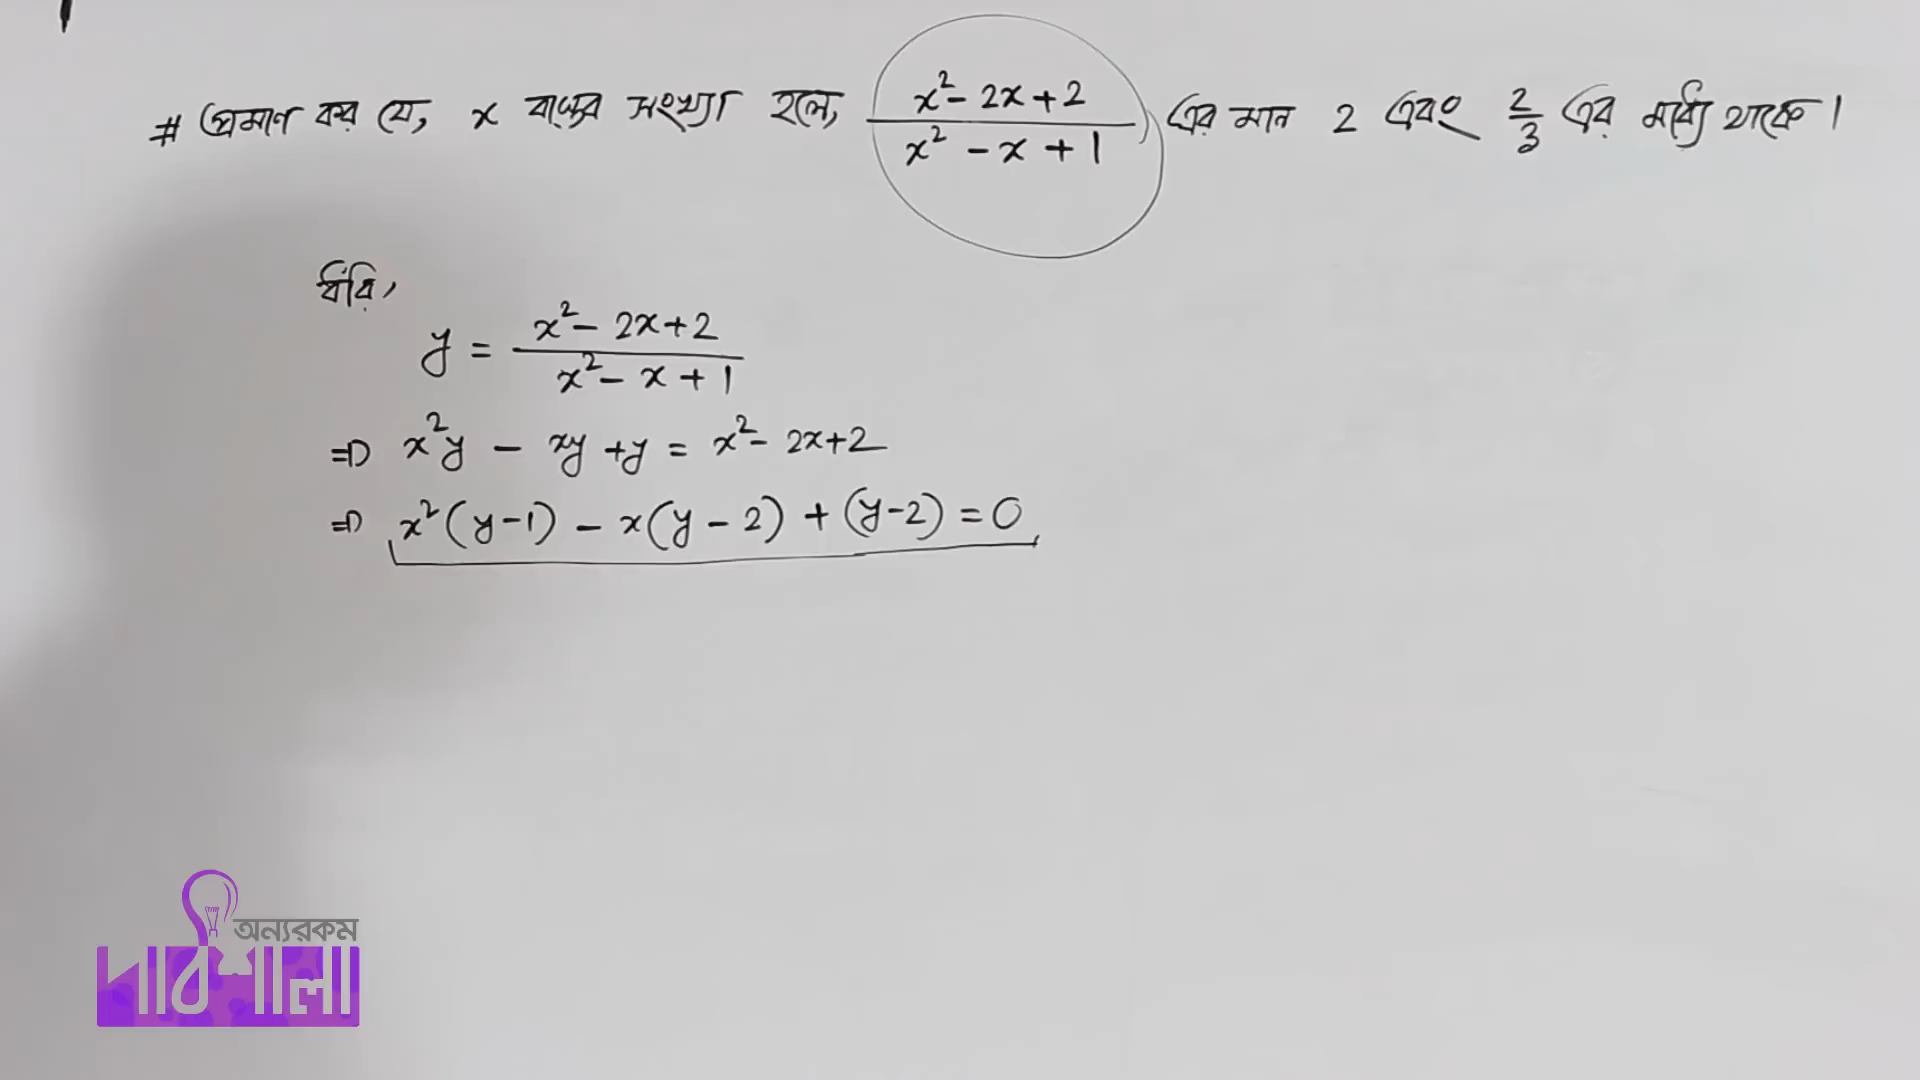 # প্রমাণ কর যে, x বাস্তব সংখ্যা হলে, (x² - 2x + 2)/(x² - x + 1) এর মান 2 এবং 2/3 এর মধ্যে থাকে।
ধরি,
y = (x² - 2x + 2)/(x² - x + 1)
⇒ x²y - xy + y = x² - 2x + 2
⇒ x²(y-1) - x(y-2) + (y-2) = 0
অন্যরকম
পাঠশালা